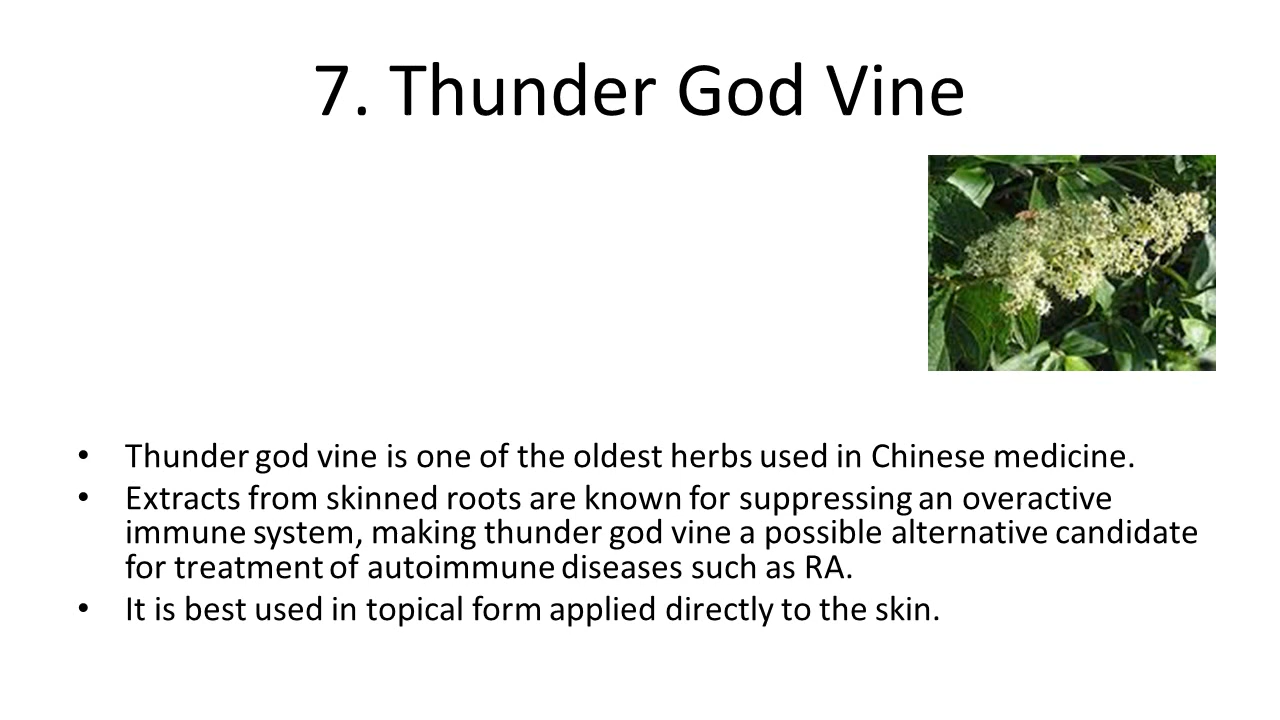 7. Thunder God Vine
• Thunder god vine is one of the oldest herbs used in Chinese medicine.
• Extracts from skinned roots are known for suppressing an overactive
immune system, making thunder god vine a possible alternative candidate
for treatment of autoimmune diseases such as RA.
• It is best used in topical form applied directly to the skin.